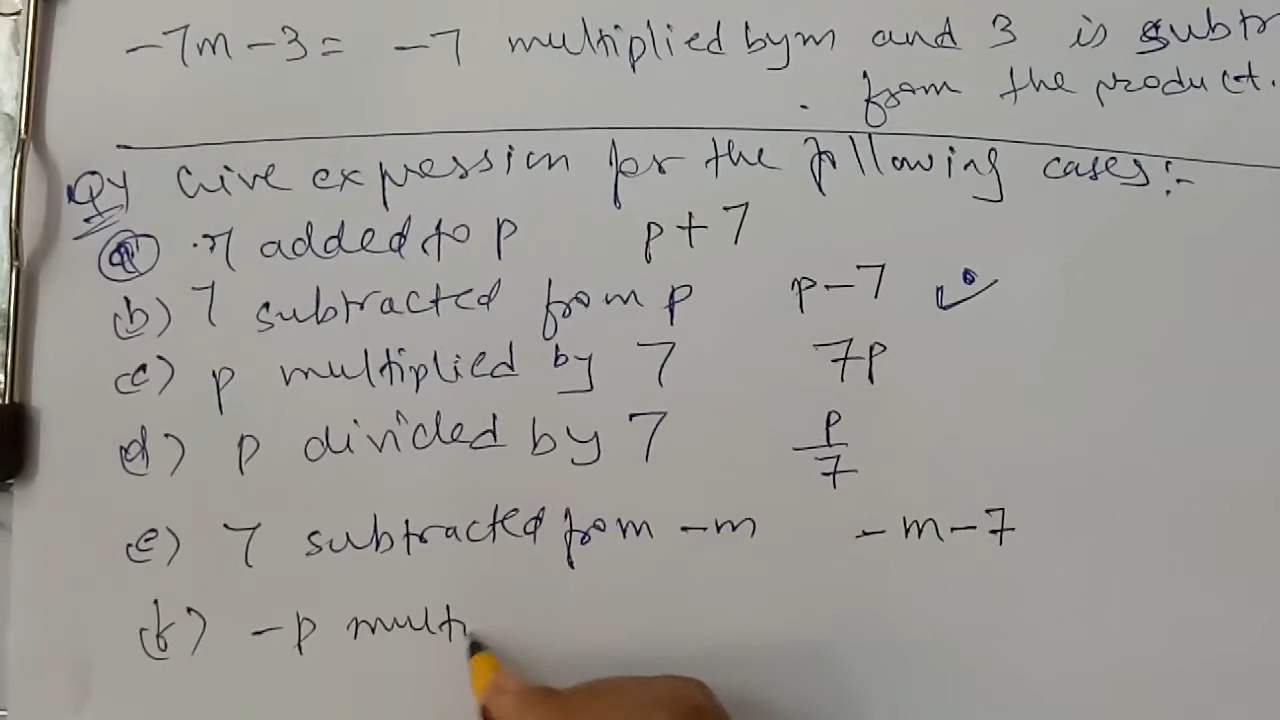 -7m-3 = -7 multiplied by m and 3 is subtr
from the product.
Q4 Give expression for the following cases:-
(a) 7 added to p p+7
(b) 7 subtracted from p p-7
(c) p multiplied by 7 7p
(d) p divided by 7 p/7
(e) 7 subtracted from -m -m-7
(f) -p multi